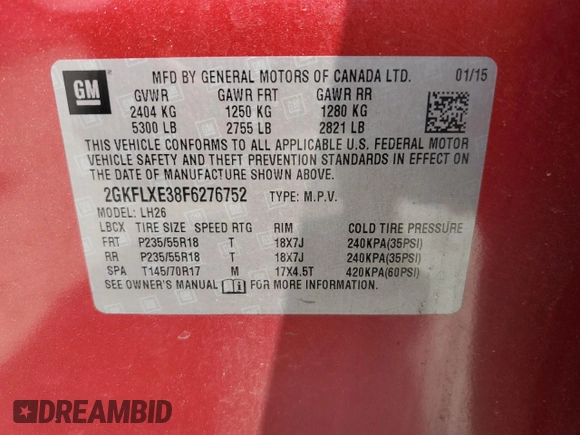 GM
MFD BY GENERAL MOTORS OF CANADA LTD. 01/15
GVWR GAWR FRT GAWR RR
2404 KG 1250 KG 1280 KG
5300 LB 2755 LB 2821 LB
THIS VEHICLE CONFORMS TO ALL APPLICABLE U.S. FEDERAL MOTOR
VEHICLE SAFETY AND THEFT PREVENTION STANDARDS IN EFFECT ON
THE DATE OF MANUFACTURE SHOWN ABOVE.
2GKFLXE38F6276752 TYPE: M.P.V.
MODEL: LH26
LBCX TIRE SIZE SPEED RTG RIM COLD TIRE PRESSURE
FRT P235/55R18 T 18X7J 240KPA(35PSI)
RR P235/55R18 T 18X7J 240KPA(35PSI)
SPA T145/70R17 M 17X4.5T 420KPA(60PSI)
SEE OWNER'S MANUAL FOR MORE INFORMATION.
DREAMBID